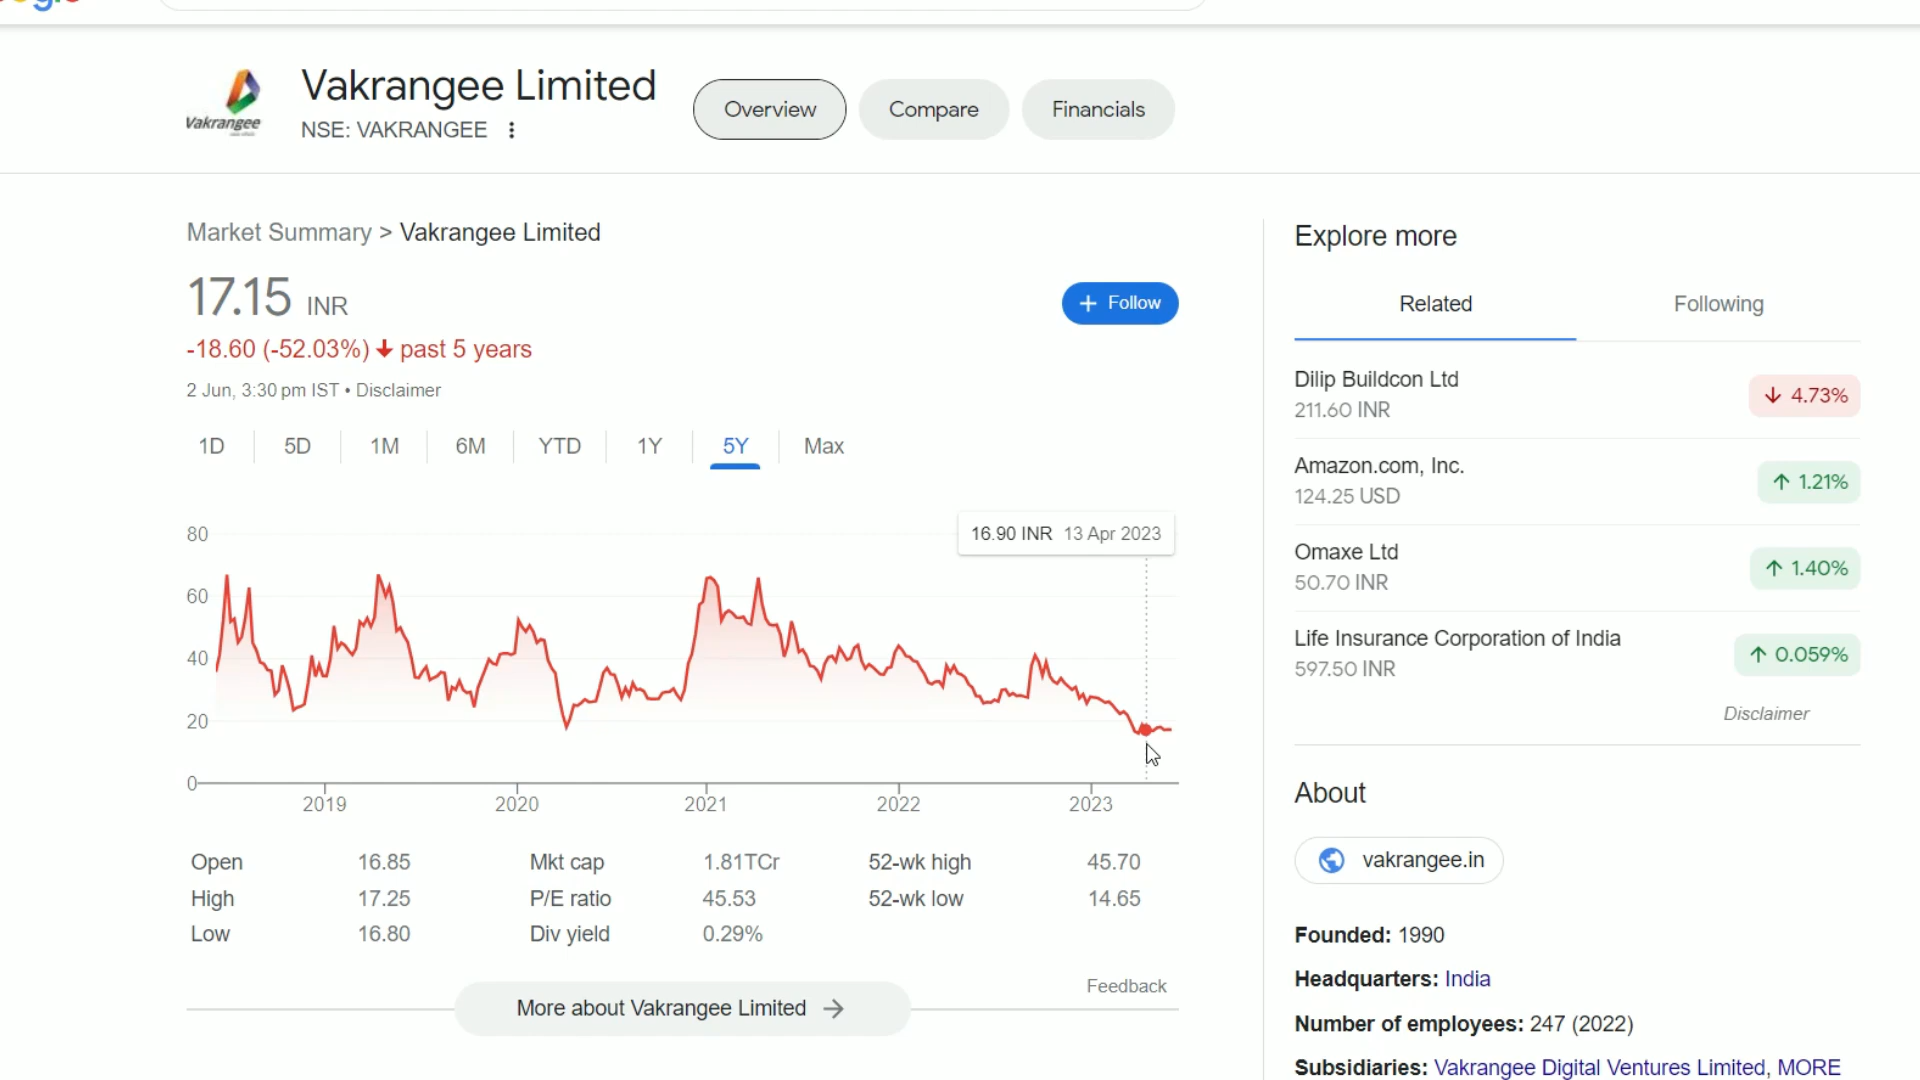 Vakrangee
Vakrangee Limited
NSE: VAKRANGEE
Overview
Compare
Financials
Market Summary > Vakrangee Limited
17.15 INR
+ Follow
-18.60 (-52.03%) ↓ past 5 years
2 Jun, 3:30 pm IST • Disclaimer
1D 5D 1M 6M YTD 1Y 5Y Max
16.90 INR 13 Apr 2023
80
60
40
20
0
2019 2020 2021 2022 2023
Open 16.85 Mkt cap 1.81TCr 52-wk high 45.70
High 17.25 P/E ratio 45.53 52-wk low 14.65
Low 16.80 Div yield 0.29%
Feedback
More about Vakrangee Limited →
Explore more
Related Following
Dilip Buildcon Ltd
211.60 INR
↓ 4.73%
Amazon.com, Inc.
124.25 USD
↑ 1.21%
Omaxe Ltd
50.70 INR
↑ 1.40%
Life Insurance Corporation of India
597.50 INR
↑ 0.059%
Disclaimer
About
vakrangee.in
Founded: 1990
Headquarters: India
Number of employees: 247 (2022)
Subsidiaries: Vakrangee Digital Ventures Limited, MORE